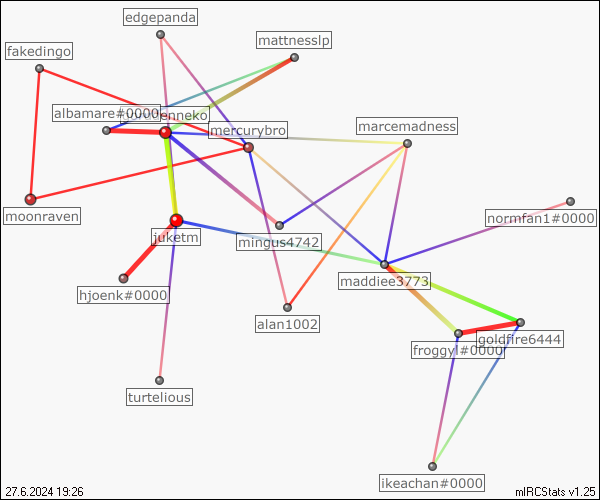 edgepanda
mattnesslp
fakedingo
albamare#0000
enneko
mercurybro
marcemadness
moonraven
normfan1#0000
juketm
mingus4742
maddiee3773
hjoenk#0000
alan1002
goldfire6444
froggyl#0000
turtelious
ikeachan#0000
27.6.2024 19:26
mIRCStats v1.25